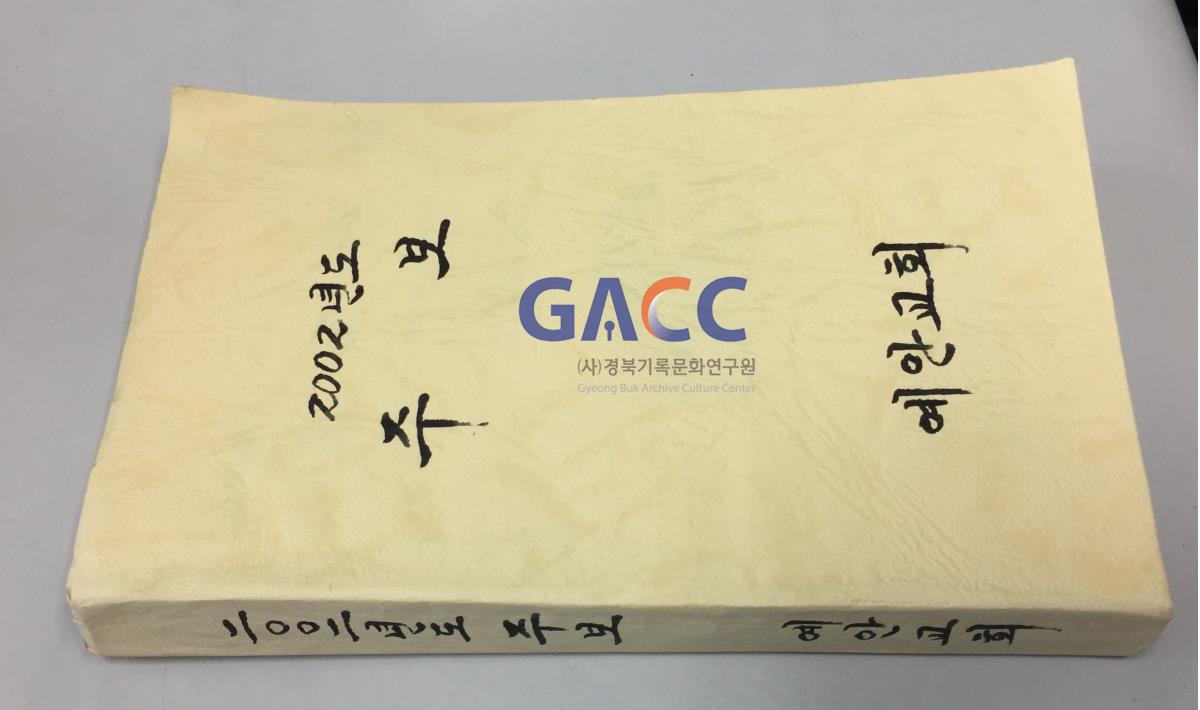 2002년도
주 보
예안교회
二00二년도 주보 예안교회
GACC
(사)경북기록문화연구원
Gyeong Buk Archive Culture Center